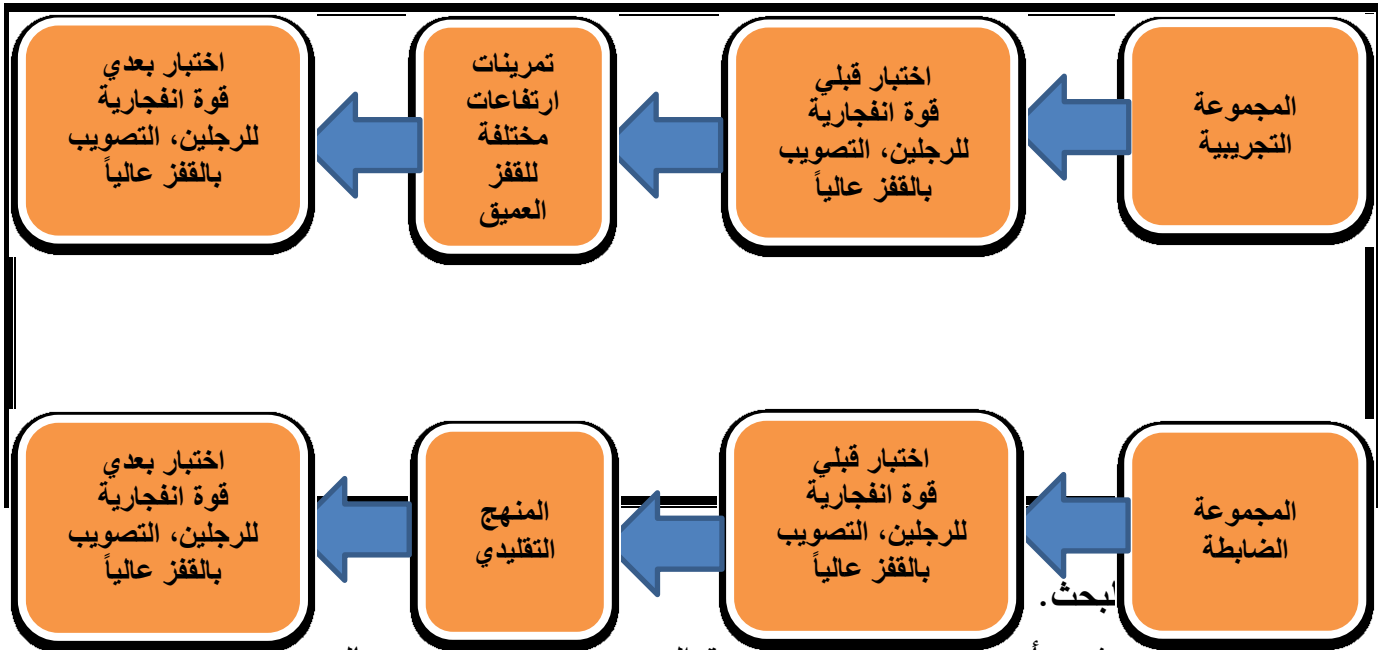 المجموعة
التجريبية
اختبار قبلي
قوة انفجارية
للرجلين، التصويب
بالقفز عالياً
تمرينات
ارتفاعات
مختلفة
للقفز
العميق
اختبار بعدي
قوة انفجارية
للرجلين، التصويب
بالقفز عالياً
المجموعة
الضابطة
اختبار قبلي
قوة انفجارية
للرجلين، التصويب
بالقفز عالياً
المنهج
التقليدي
اختبار بعدي
قوة انفجارية
للرجلين، التصويب
بالقفز عالياً
لبحث.